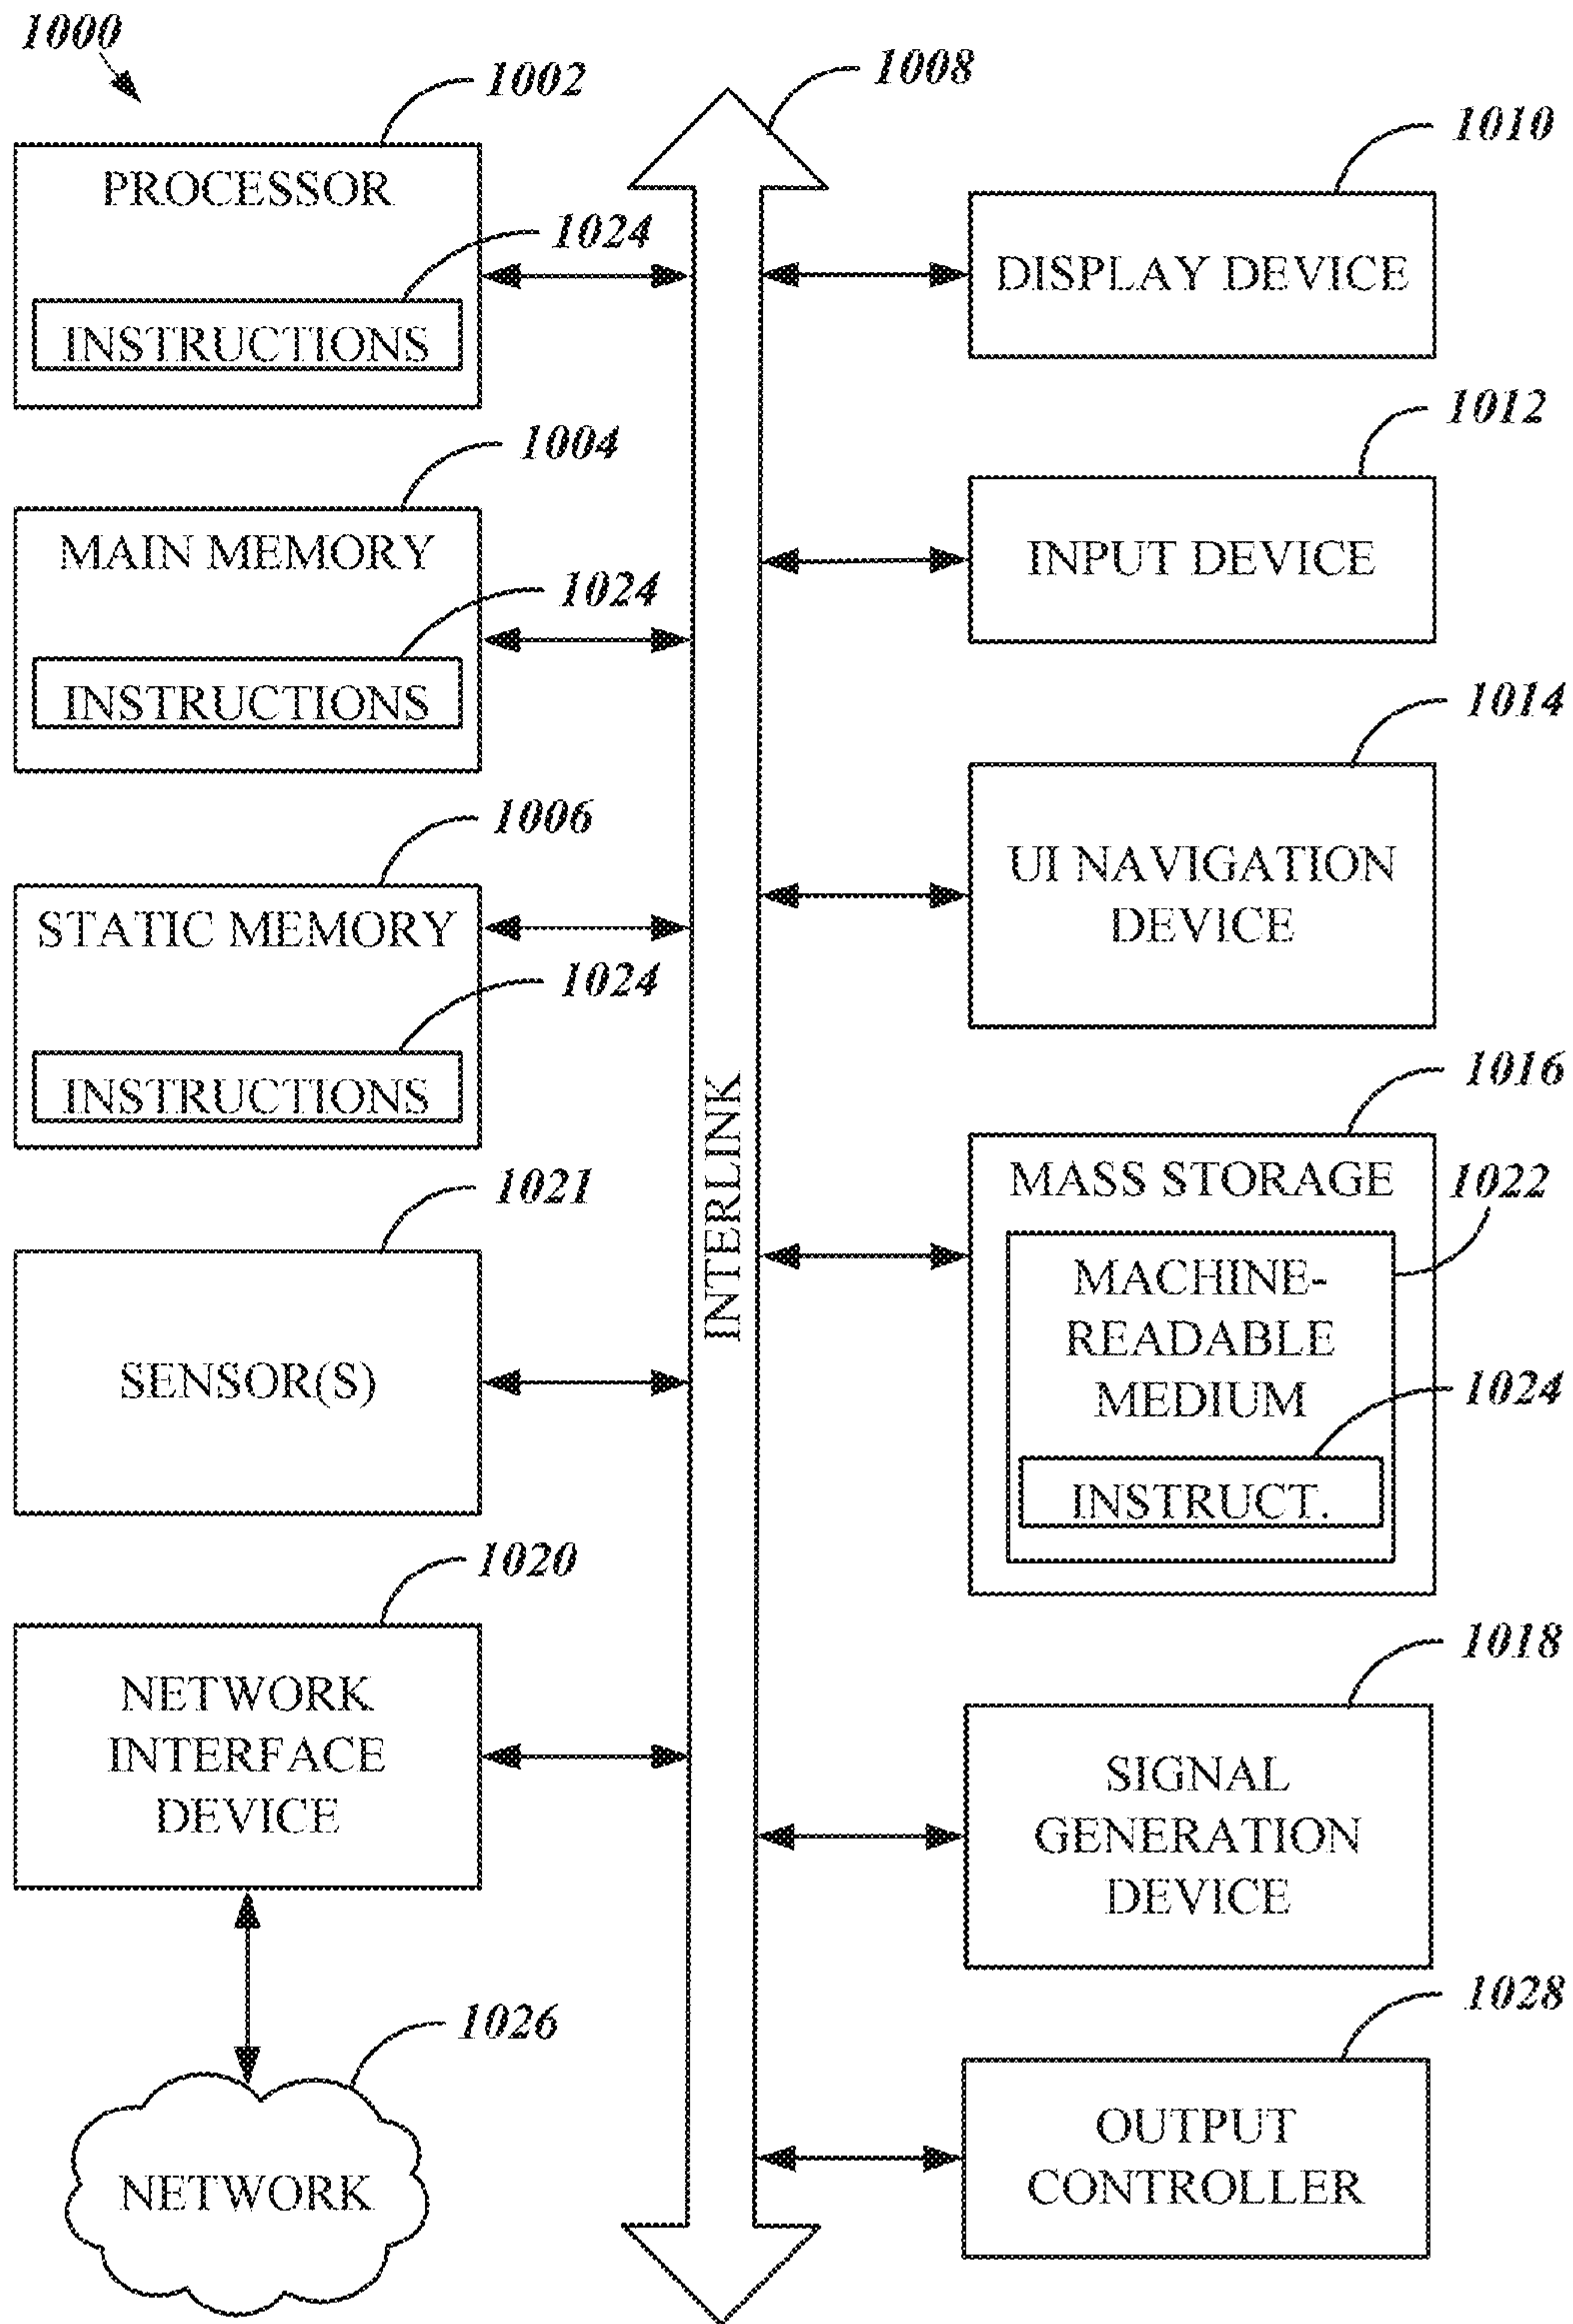 1000
1002
PROCESSOR
1024
INSTRUCTIONS
1004
MAIN MEMORY
1024
INSTRUCTIONS
1006
STATIC MEMORY
1024
INSTRUCTIONS
1021
SENSOR(S)
1020
NETWORK
INTERFACE
DEVICE
1026
NETWORK
1008
INTERLINK
1010
DISPLAY DEVICE
1012
INPUT DEVICE
1014
UI NAVIGATION
DEVICE
1016
MASS STORAGE
1022
MACHINE-
READABLE
MEDIUM
1024
INSTRUCT.
1018
SIGNAL
GENERATION
DEVICE
1028
OUTPUT
CONTROLLER